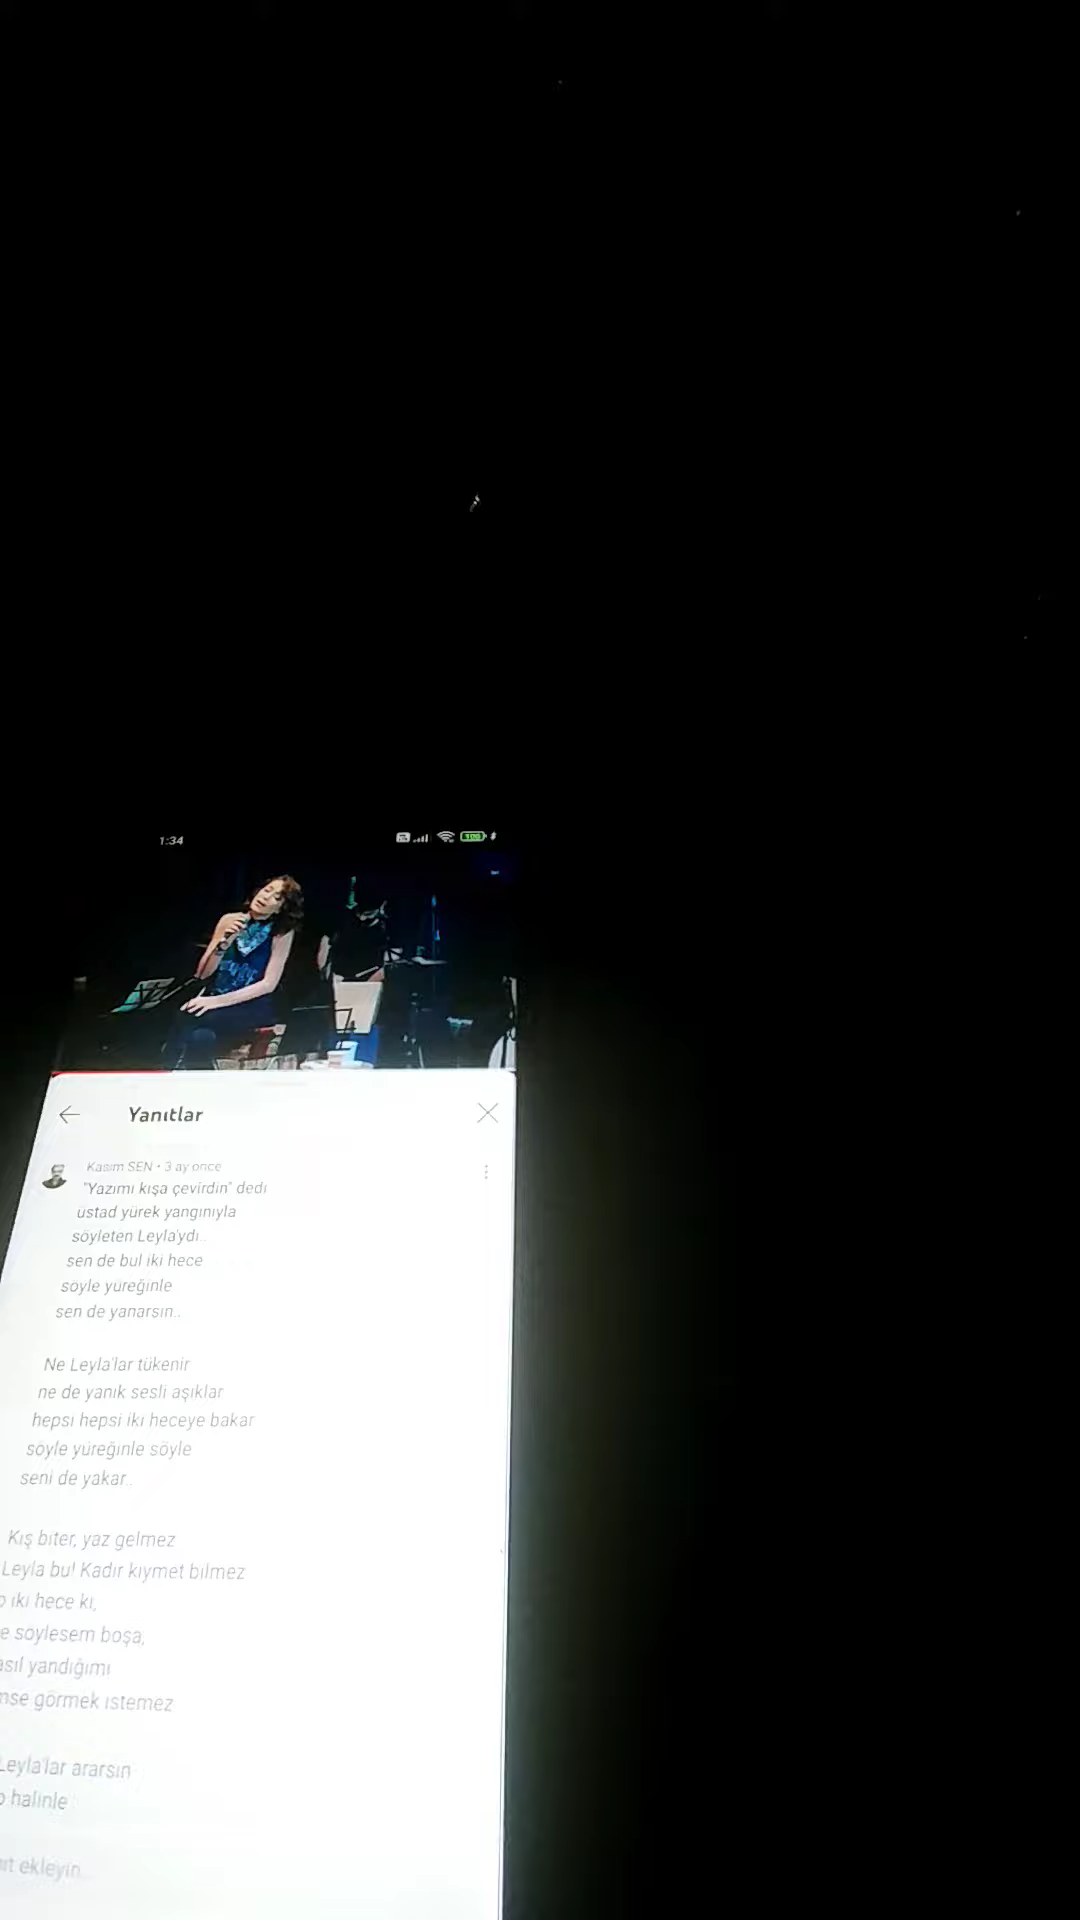 1:34
100
Yanıtlar
Kasım SEN • 3 ay önce
"Yazımı kışa çevirdin" dedi
üstad yürek yangınıyla
söyleten Leyla'ydı..
sen de bul iki hece
söyle yüreğinle
sen de yanarsın..
Ne Leyla'lar tükenir
ne de yanık sesli aşıklar
hepsi hepsi iki heceye bakar
söyle yüreğinle söyle
seni de yakar..
Kış biter, yaz gelmez
Leyla bu! Kadir kıymet bilmez
iki hece ki,
söylesem boşa,
yandığımı
görmek istemez
Leyla'lar ararsın
halinle
ekleyin...